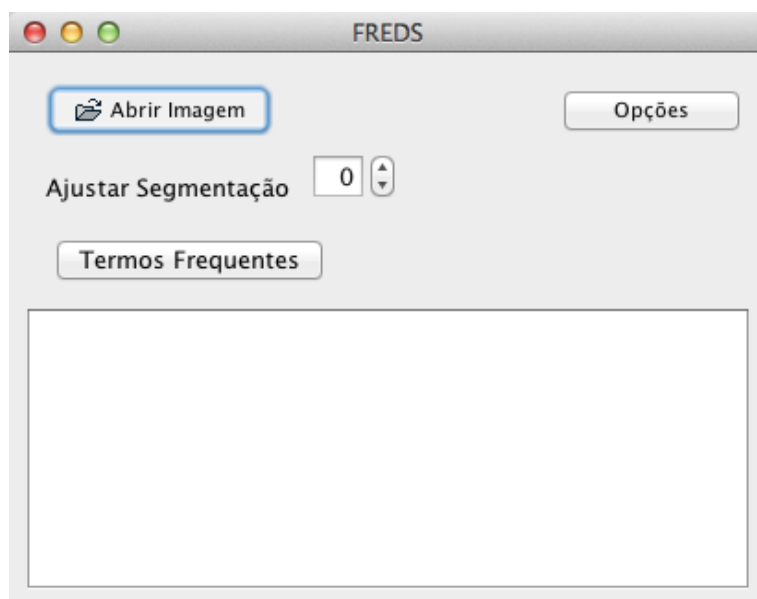 FREDS
Abrir Imagem
Opções
Ajustar Segmentação 0
Termos Frequentes